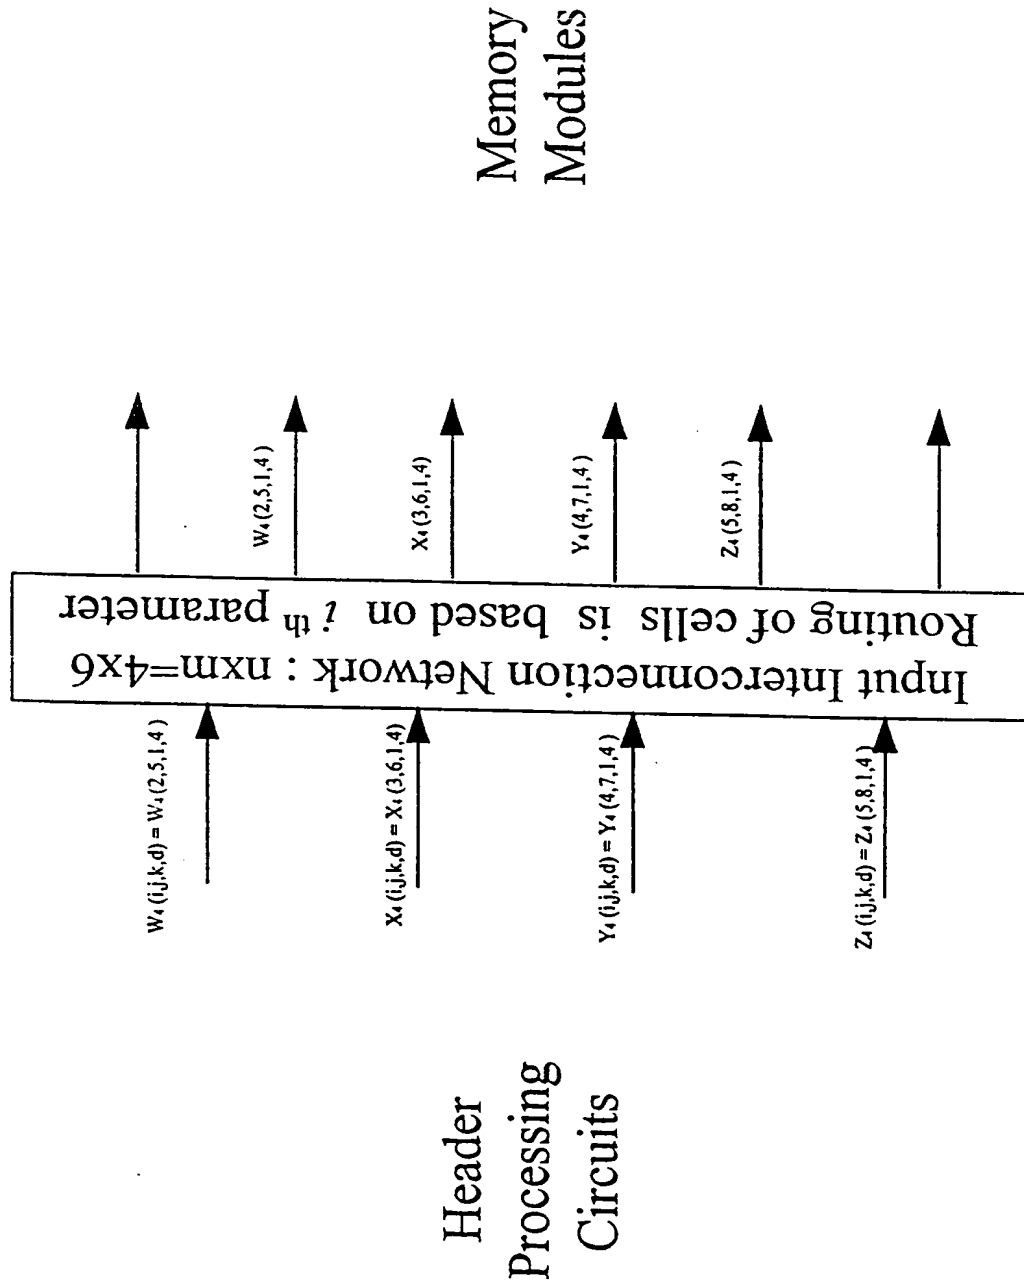 Header
Processing
Circuits
W₄(i,j,k,d) = W₄(2,5,1,4)
X₄(i,j,k,d) = X₄(3,6,1,4)
Y₄(i,j,k,d) = Y₄(4,7,1,4)
Z₄(i,j,k,d) = Z₄(5,8,1,4)
Input Interconnection Network : nxm=4x6
Routing of cells is based on i th parameter
W₄(2,5,1,4)
X₄(3,6,1,4)
Y₄(4,7,1,4)
Z₄(5,8,1,4)
Memory
Modules